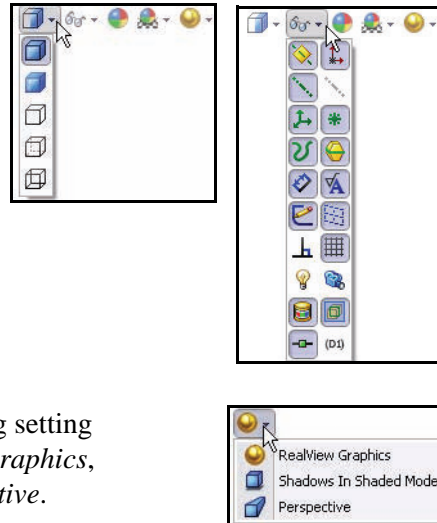 (D1)
g setting
raphics,
tive.
RealView Graphics
Shadows In Shaded Mode
Perspective